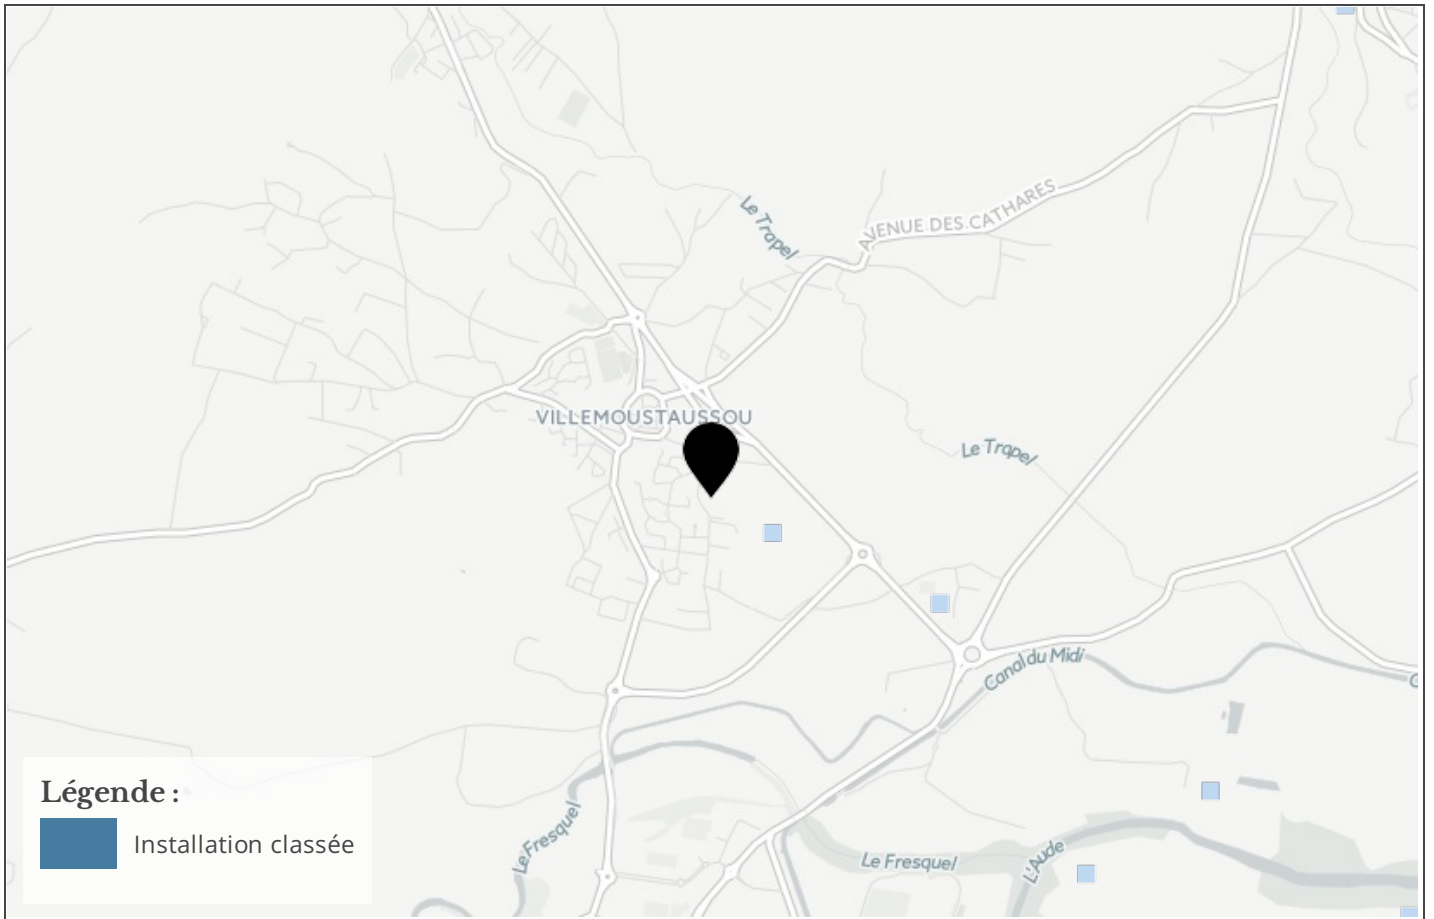 Le Trapel
AVENUE DES CATHARES
VILLEMOUSTAUSSOU
Le Trapel
Canal du Midi
Légende :
Installation classée
Le Fresquel
Le Fresquel
L'Aude